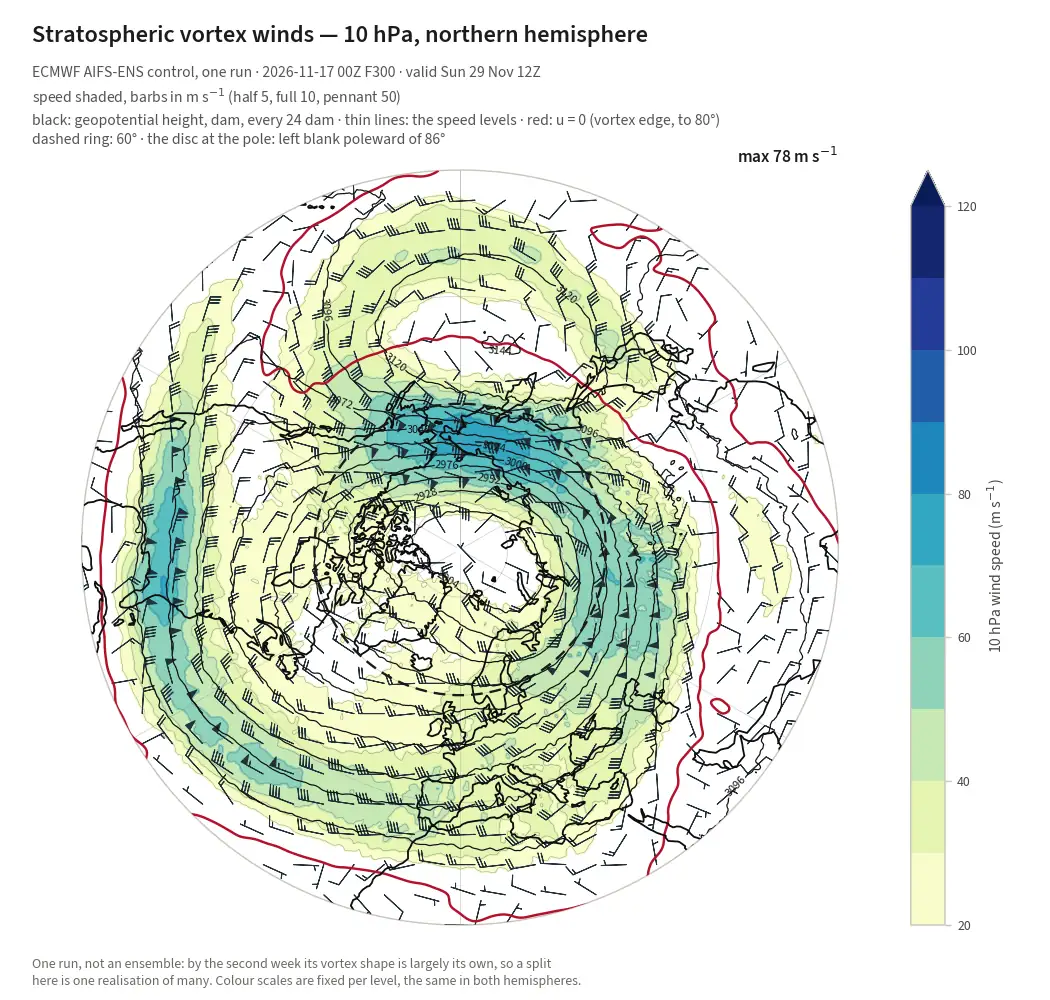 Stratospheric vortex winds — 10 hPa, northern hemisphere
ECMWF AIFS-ENS control, one run · 2026-11-17 00Z F300 · valid Sun 29 Nov 12Z
speed shaded, barbs in m s⁻¹ (half 5, full 10, pennant 50)
black: geopotential height, dam, every 24 dam · thin lines: the speed levels · red: u = 0 (vortex edge, to 80°)
dashed ring: 60° · the disc at the pole: left blank poleward of 86°
max 78 m s⁻¹
120
100
80
60
40
20
10 hPa wind speed (m s⁻¹)
3120
3096
3144
3120
3072
3096
3000
2976
2928
3096
One run, not an ensemble: by the second week its vortex shape is largely its own, so a split
here is one realisation of many. Colour scales are fixed per level, the same in both hemispheres.